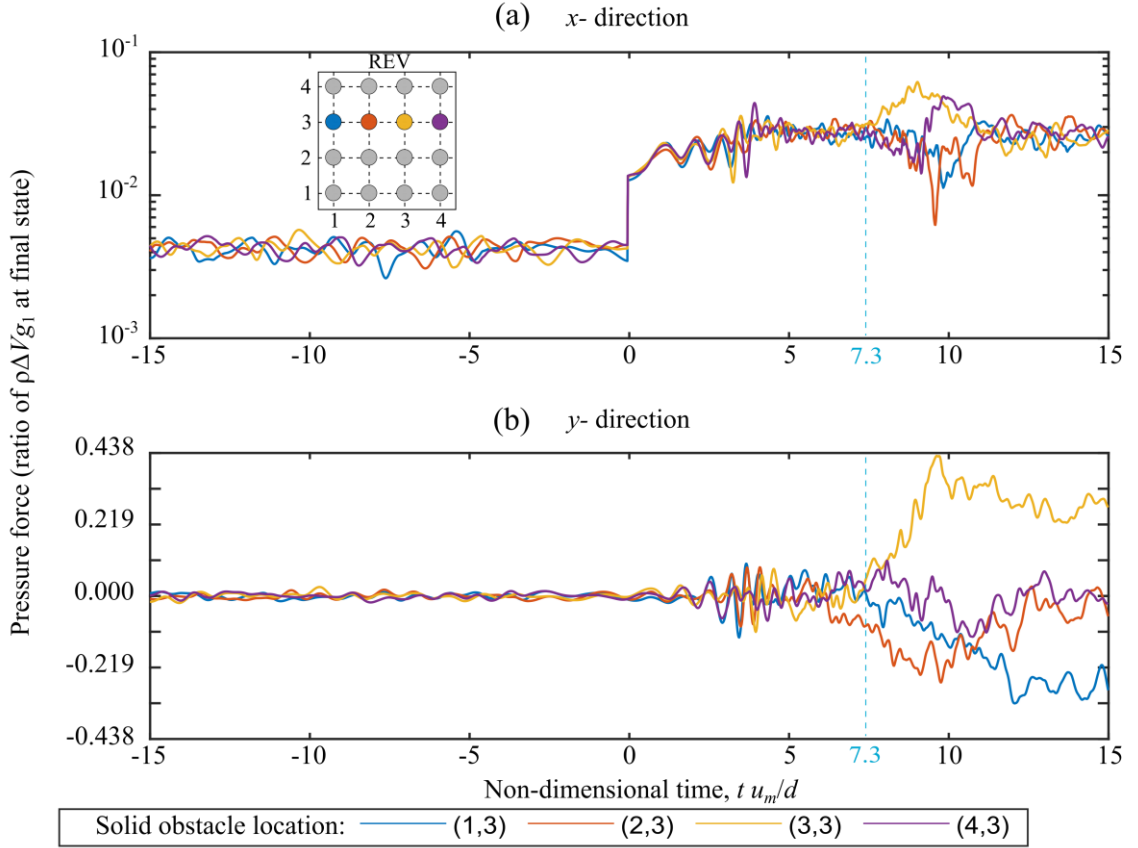 (a) x- direction
Pressure force (ratio of ρΔVg₁ at final state)
10⁻¹
10⁻²
10⁻³
REV
4
3
2
1
1 2 3 4
-15 -10 -5 0 5 7.3 10 15
(b) y- direction
0.438
0.219
0.000
-0.219
-0.438
-15 -10 -5 0 5 7.3 10 15
Non-dimensional time, t uₘ/d
Solid obstacle location: (1,3) (2,3) (3,3) (4,3)